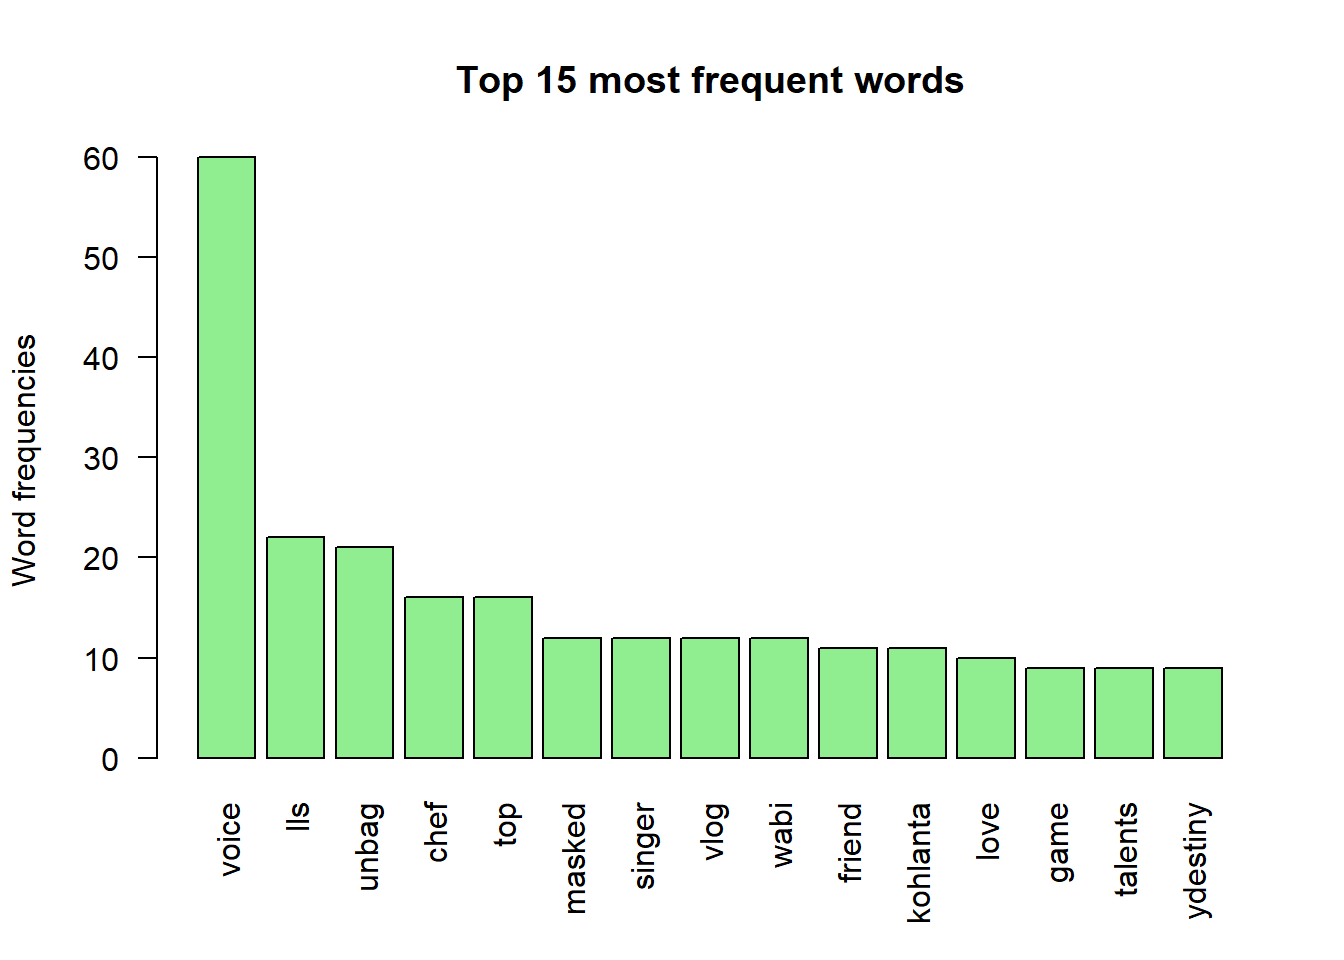 Top 15 most frequent words
Word frequencies
60
50
40
30
20
10
0
voice
lls
unbag
chef
top
masked
singer
vlog
wabi
friend
kohlanta
love
game
talents
ydestiny